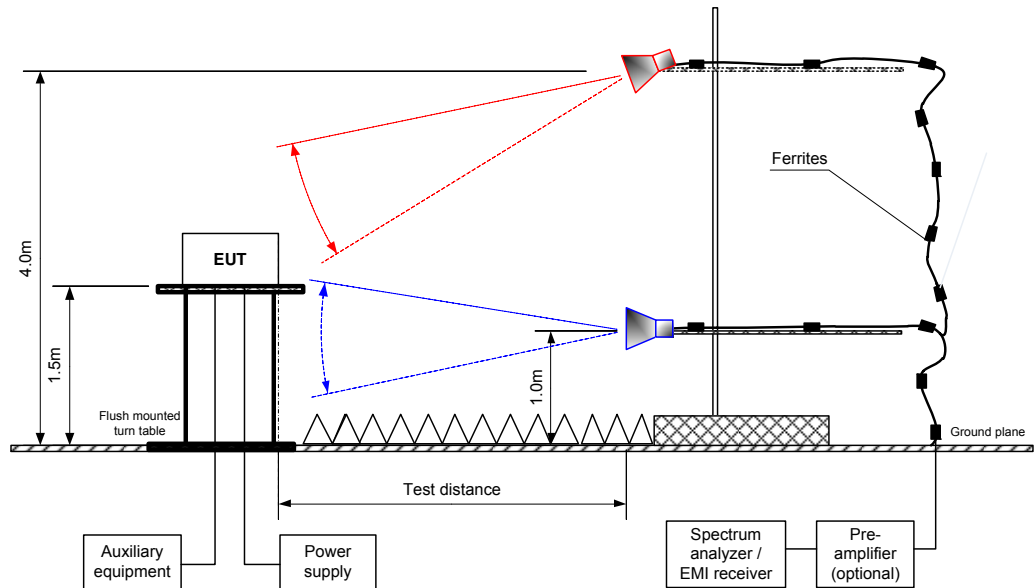 Ferrites
4.0m
EUT
1.5m
1.0m
Flush mounted
turn table
Ground plane
Test distance
Auxiliary
equipment
Power
supply
Spectrum
analyzer /
EMI receiver
Pre-
amplifier
(optional)